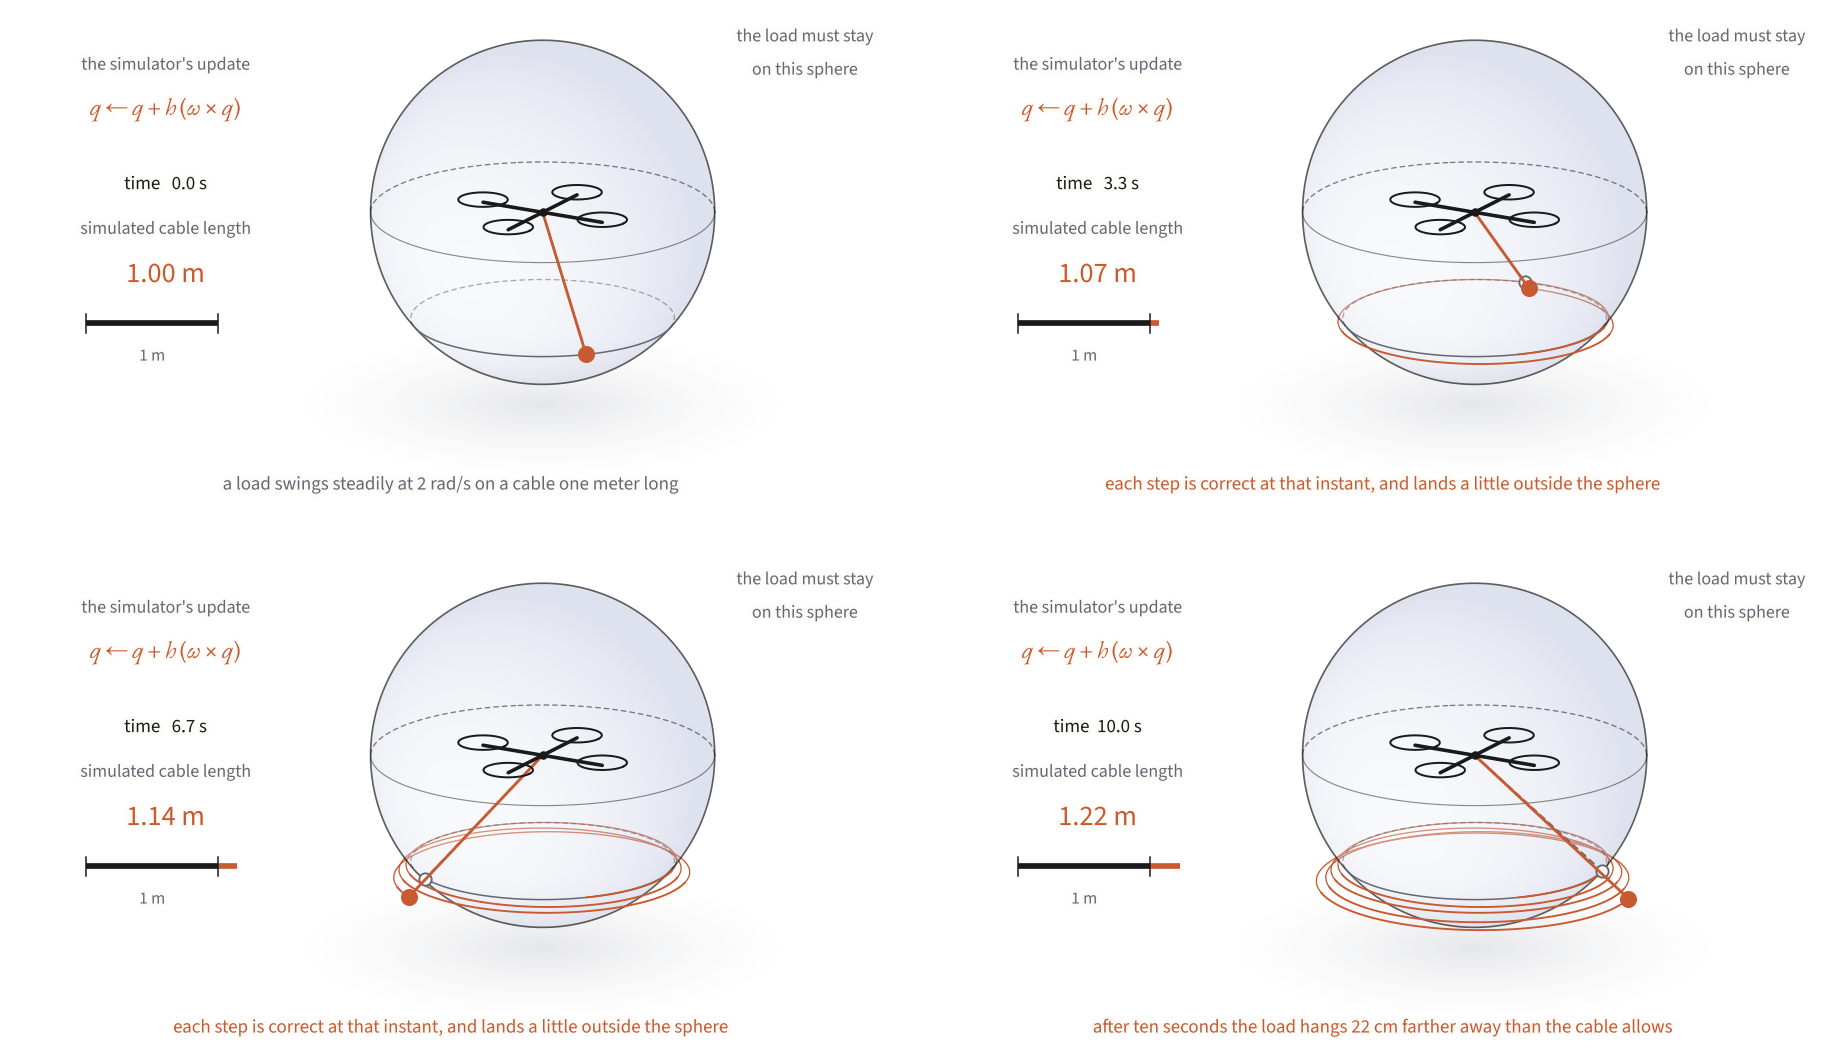 the simulator's update
q ← q + h (ω × q)
time 0.0 s
simulated cable length
1.00 m
1 m
the load must stay
on this sphere
a load swings steadily at 2 rad/s on a cable one meter long
the simulator's update
q ← q + h (ω × q)
time 3.3 s
simulated cable length
1.07 m
1 m
the load must stay
on this sphere
each step is correct at that instant, and lands a little outside the sphere
the simulator's update
q ← q + h (ω × q)
time 6.7 s
simulated cable length
1.14 m
1 m
the load must stay
on this sphere
each step is correct at that instant, and lands a little outside the sphere
the simulator's update
q ← q + h (ω × q)
time 10.0 s
simulated cable length
1.22 m
1 m
the load must stay
on this sphere
after ten seconds the load hangs 22 cm farther away than the cable allows